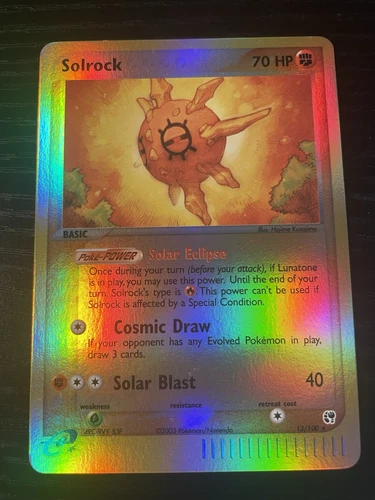 Solrock 70 HP
Illus. Hajime Kusajima
BASIC
Poké-POWER Solar Eclipse
Once during your turn (before your attack), if Lunatone
is in play, you may use this power. Until the end of your
turn, Solrock's type is . This power can't be used if
Solrock is affected by a Special Condition.
Cosmic Draw
If your opponent has any Evolved Pokémon in play,
draw 3 cards.
Solar Blast 40
weakness resistance retreat cost
©2003 Pokémon/Nintendo